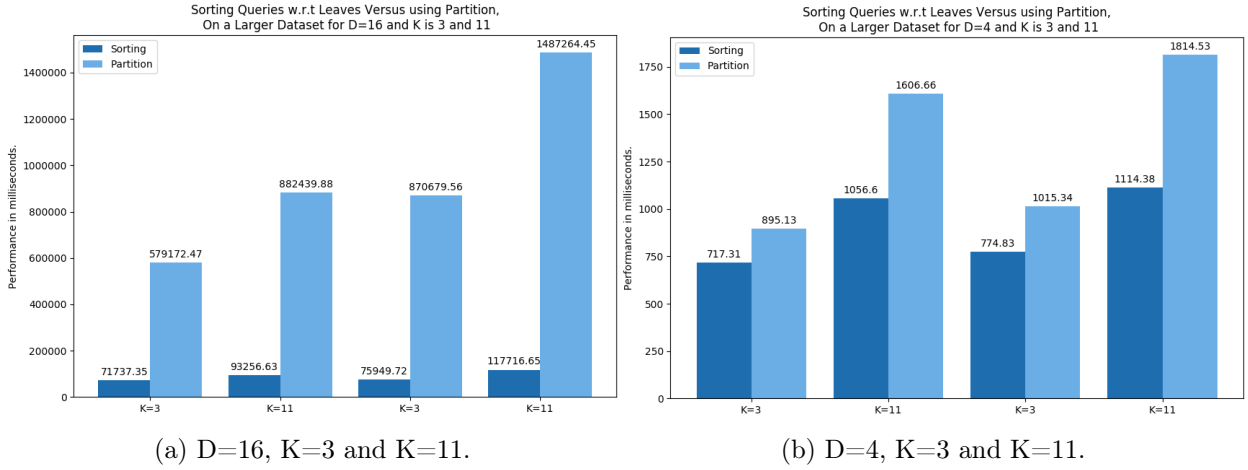 Sorting Queries w.r.t Leaves Versus using Partition,
On a Larger Dataset for D=16 and K is 3 and 11
Sorting
Partition
Performance in milliseconds.
1400000
1200000
1000000
800000
600000
400000
200000
0
71737.35
579172.47
93256.63
882439.88
75949.72
870679.56
117716.65
1487264.45
K=3
K=11
K=3
K=11
(a) D=16, K=3 and K=11.
Sorting Queries w.r.t Leaves Versus using Partition,
On a Larger Dataset for D=4 and K is 3 and 11
Sorting
Partition
Performance in milliseconds.
1750
1500
1250
1000
750
500
250
0
717.31
895.13
1056.6
1606.66
774.83
1015.34
1114.38
1814.53
K=3
K=11
K=3
K=11
(b) D=4, K=3 and K=11.